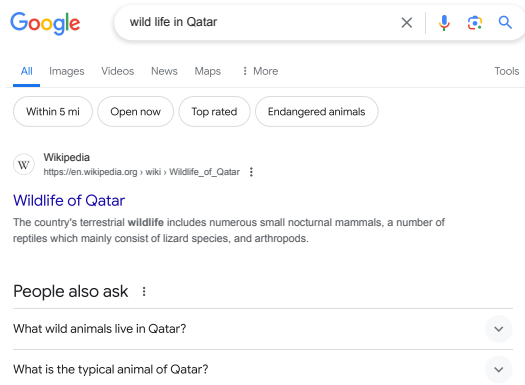 Google
wild life in Qatar
All Images Videos News Maps More Tools
Within 5 mi Open now Top rated Endangered animals
W
Wikipedia
https://en.wikipedia.org › wiki › Wildlife_of_Qatar
Wildlife of Qatar
The country's terrestrial wildlife includes numerous small nocturnal mammals, a number of
reptiles which mainly consist of lizard species, and arthropods.
People also ask
What wild animals live in Qatar?
What is the typical animal of Qatar?